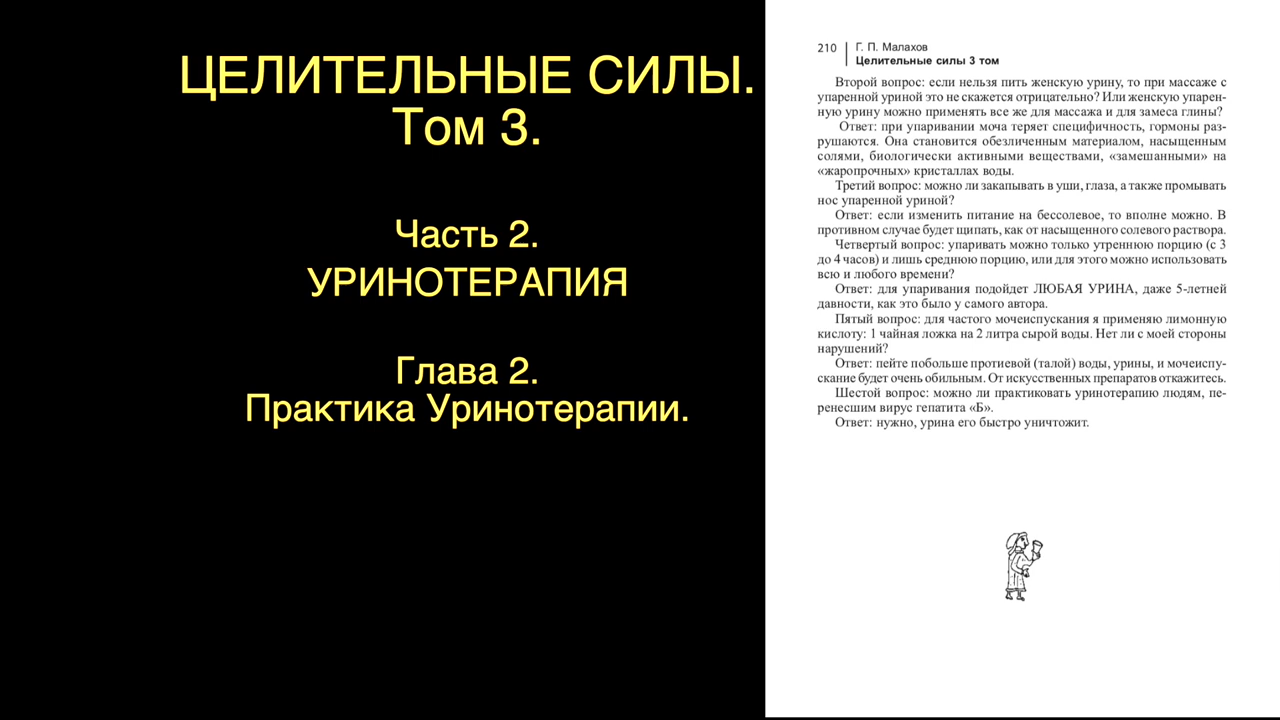 ЦЕЛИТЕЛЬНЫЕ СИЛЫ.
Том 3.
Часть 2.
УРИНОТЕРАПИЯ
Глава 2.
Практика Уринотерапии.
210
Г. П. Малахов
Целительные силы 3 том
Второй вопрос: если нельзя пить женскую урину, то при массаже с
упаренной уриной это не скажется отрицательно? Или женскую упарен-
ную урину можно применять все же для массажа и для замеса глины?
Ответ: при упаривании моча теряет специфичность, гормоны раз-
рушаются. Она становится обезличенным материалом, насыщенным
солями, биологически активными веществами, «замешанными» на
«жаропрочных» кристаллах воды.
Третий вопрос: можно ли закапывать в уши, глаза, а также промывать
нос упаренной уриной?
Ответ: если изменить питание на бессолевое, то вполне можно. В
противном случае будет щипать, как от насыщенного солевого раствора.
Четвертый вопрос: упаривать можно только утреннюю порцию (с 3
до 4 часов) и лишь среднюю порцию, или для этого можно использовать
всю и любого времени?
Ответ: для упаривания подойдет ЛЮБАЯ УРИНА, даже 5-летней
давности, как это было у самого автора.
Пятый вопрос: для частого мочеиспускания я применяю лимонную
кислоту: 1 чайная ложка на 2 литра сырой воды. Нет ли с моей стороны
нарушений?
Ответ: пейте побольше протиевой (талой) воды, урины, и мочеиспу-
скание будет очень обильным. От искусственных препаратов откажитесь.
Шестой вопрос: можно ли практиковать уринотерапию людям, пе-
ренесшим вирус гепатита «Б».
Ответ: нужно, урина его быстро уничтожит.